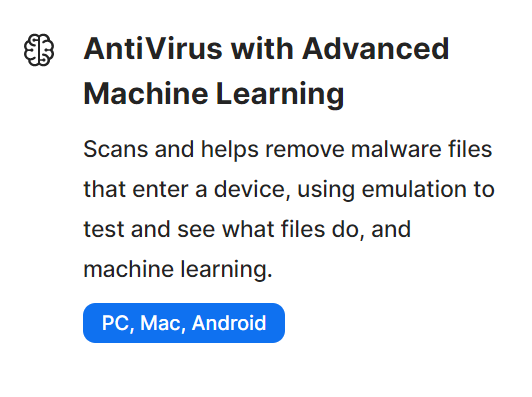 AntiVirus with Advanced
Machine Learning
Scans and helps remove malware files
that enter a device, using emulation to
test and see what files do, and
machine learning.
PC, Mac, Android